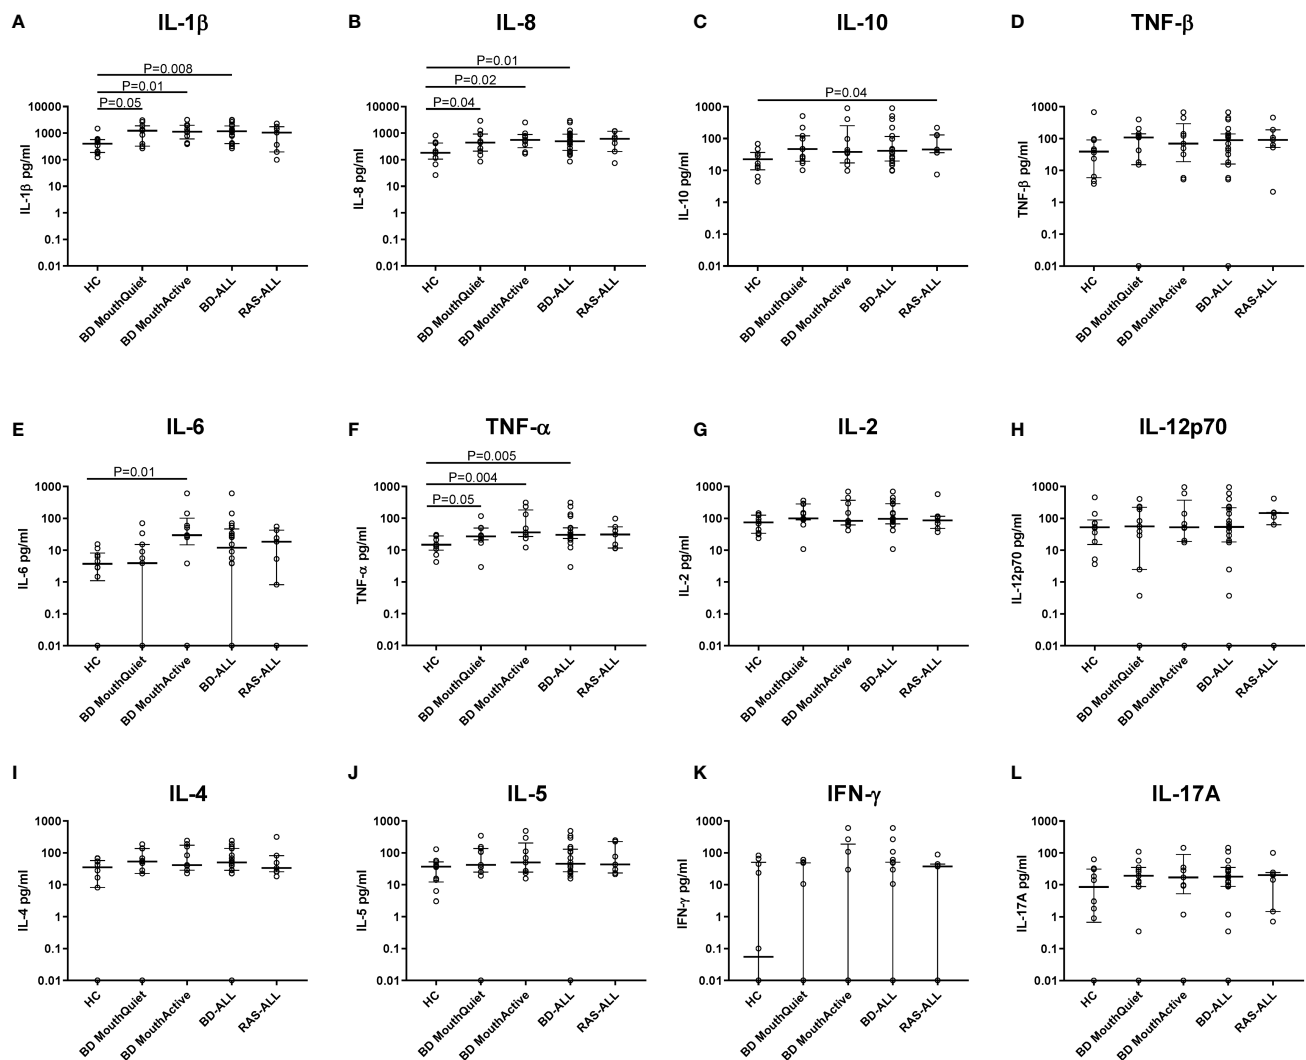 A IL-1β
P=0.008
P=0.01
P=0.05
10000
1000
100
10
1
0.1
0.01
IL-1β pg/ml
HC
BD MouthQuiet
BD MouthActive
BD-ALL
RAS-ALL
B IL-8
P=0.01
P=0.02
P=0.04
10000
1000
100
10
1
0.1
0.01
IL-8 pg/ml
HC
BD MouthQuiet
BD MouthActive
BD-ALL
RAS-ALL
C IL-10
P=0.04
1000
100
10
1
0.1
0.01
IL-10 pg/ml
HC
BD MouthQuiet
BD MouthActive
BD-ALL
RAS-ALL
D TNF-β
1000
100
10
1
0.1
0.01
TNF-β pg/ml
HC
BD MouthQuiet
BD MouthActive
BD-ALL
RAS-ALL
E IL-6
P=0.01
1000
100
10
1
0.1
0.01
IL-6 pg/ml
HC
BD MouthQuiet
BD MouthActive
BD-ALL
RAS-ALL
F TNF-α
P=0.005
P=0.004
P=0.05
1000
100
10
1
0.1
0.01
TNF-α pg/ml
HC
BD MouthQuiet
BD MouthActive
BD-ALL
RAS-ALL
G IL-2
1000
100
10
1
0.1
0.01
IL-2 pg/ml
HC
BD MouthQuiet
BD MouthActive
BD-ALL
RAS-ALL
H IL-12p70
1000
100
10
1
0.1
0.01
IL-12p70 pg/ml
HC
BD MouthQuiet
BD MouthActive
BD-ALL
RAS-ALL
I IL-4
1000
100
10
1
0.1
0.01
IL-4 pg/ml
HC
BD MouthQuiet
BD MouthActive
BD-ALL
RAS-ALL
J IL-5
1000
100
10
1
0.1
0.01
IL-5 pg/ml
HC
BD MouthQuiet
BD MouthActive
BD-ALL
RAS-ALL
K IFN-γ
1000
100
10
1
0.1
0.01
IFN-γ pg/ml
HC
BD MouthQuiet
BD MouthActive
BD-ALL
RAS-ALL
L IL-17A
1000
100
10
1
0.1
0.01
IL-17A pg/ml
HC
BD MouthQuiet
BD MouthActive
BD-ALL
RAS-ALL